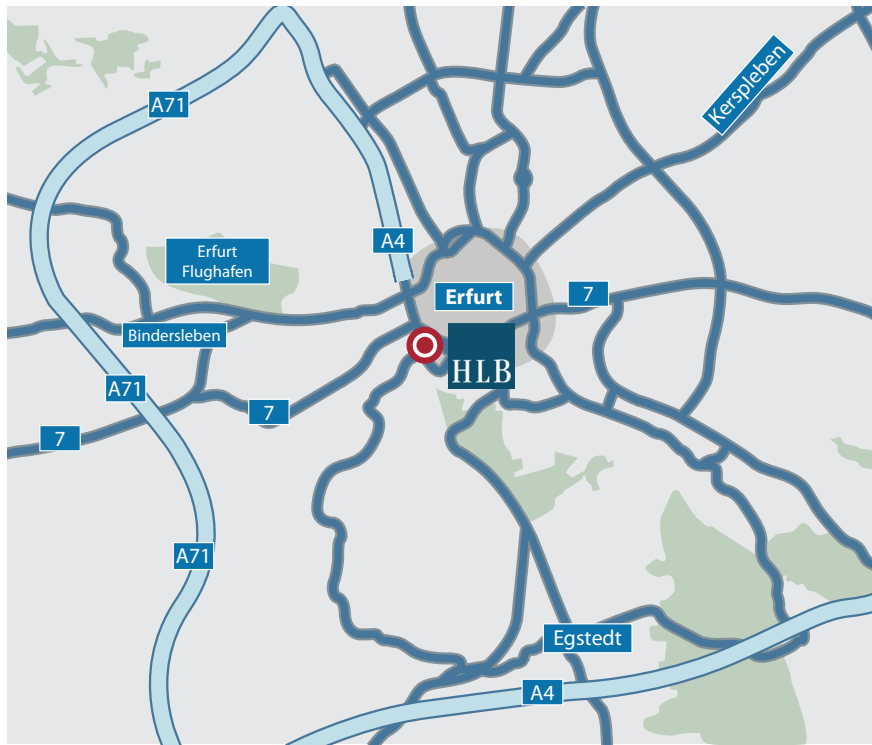 A71
Kerspleben
A4
Erfurt
Flughafen
Erfurt
7
Bindersleben
HLB
A71
7
7
A71
Egstedt
A4